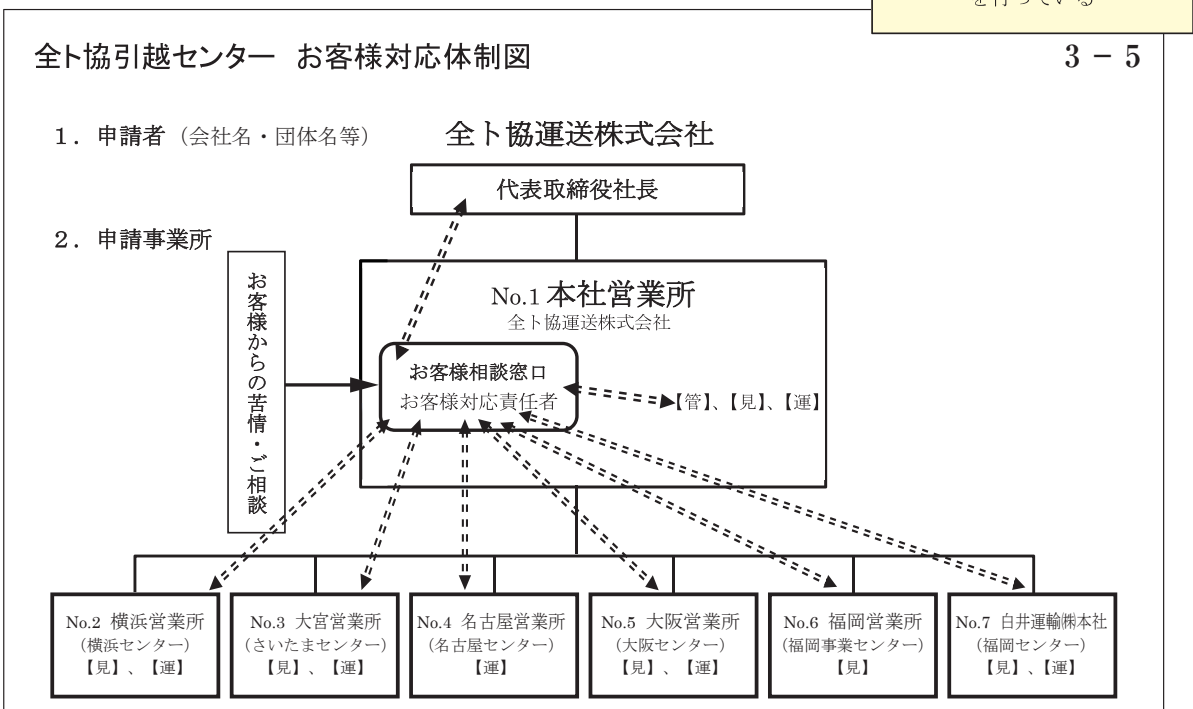 を行っている
全ト協引越センター お客様対応体制図
3－5
1．申請者（会社名・団体名等）
全ト協運送株式会社
代表取締役社長
2．申請事業所
お客様からの苦情・ご相談
No.1 本社営業所
全ト協運送株式会社
お客様相談窓口
お客様対応責任者
【管】、【見】、【運】
No.2 横浜営業所
（横浜センター）
【見】、【運】
No.3 大宮営業所
（さいたまセンター）
【見】、【運】
No.4 名古屋営業所
（名古屋センター）
【運】
No.5 大阪営業所
（大阪センター）
【見】、【運】
No.6 福岡営業所
（福岡事業センター）
【見】
No.7 白井運輸㈱本社
（福岡センター）
【見】、【運】